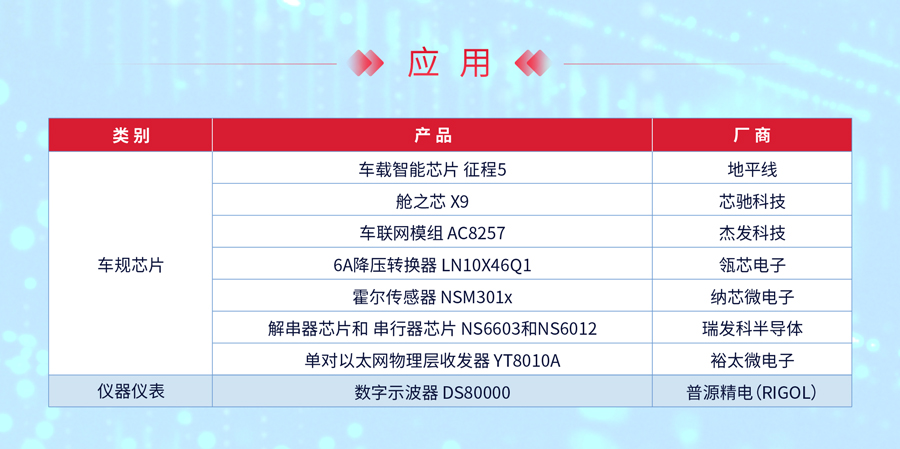 应 用
类 别 产 品 厂 商
车载智能芯片 征程5 地平线
舱之芯 X9 芯驰科技
车联网模组 AC8257 杰发科技
车规芯片 6A降压转换器 LN10X46Q1 瓴芯电子
霍尔传感器 NSM301x 纳芯微电子
解串器芯片和 串行器芯片 NS6603和NS6012 瑞发科半导体
单对以太网物理层收发器 YT8010A 裕太微电子
仪器仪表 数字示波器 DS80000 普源精电（RIGOL）